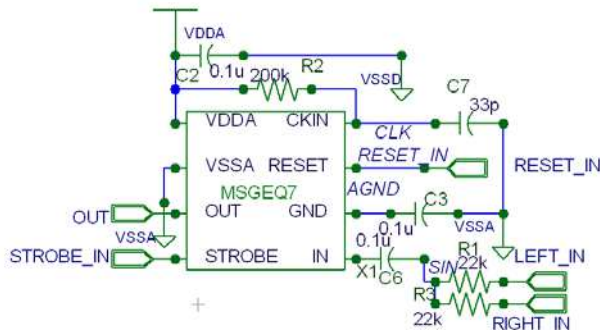 VDDA
C2 0.1u
200k R2
VSSD
C7
33p
VDDA CKIN
CLK
VSSA RESET
RESET_IN
RESET_IN
MSGEQ7
AGND
OUT
OUT GND
C3
0.1u
VSSA
VSSA
STROBE_IN
STROBE IN
0.1u
X1 C6
SIN
R1
22k
LEFT_IN
R3
22k
RIGHT_IN